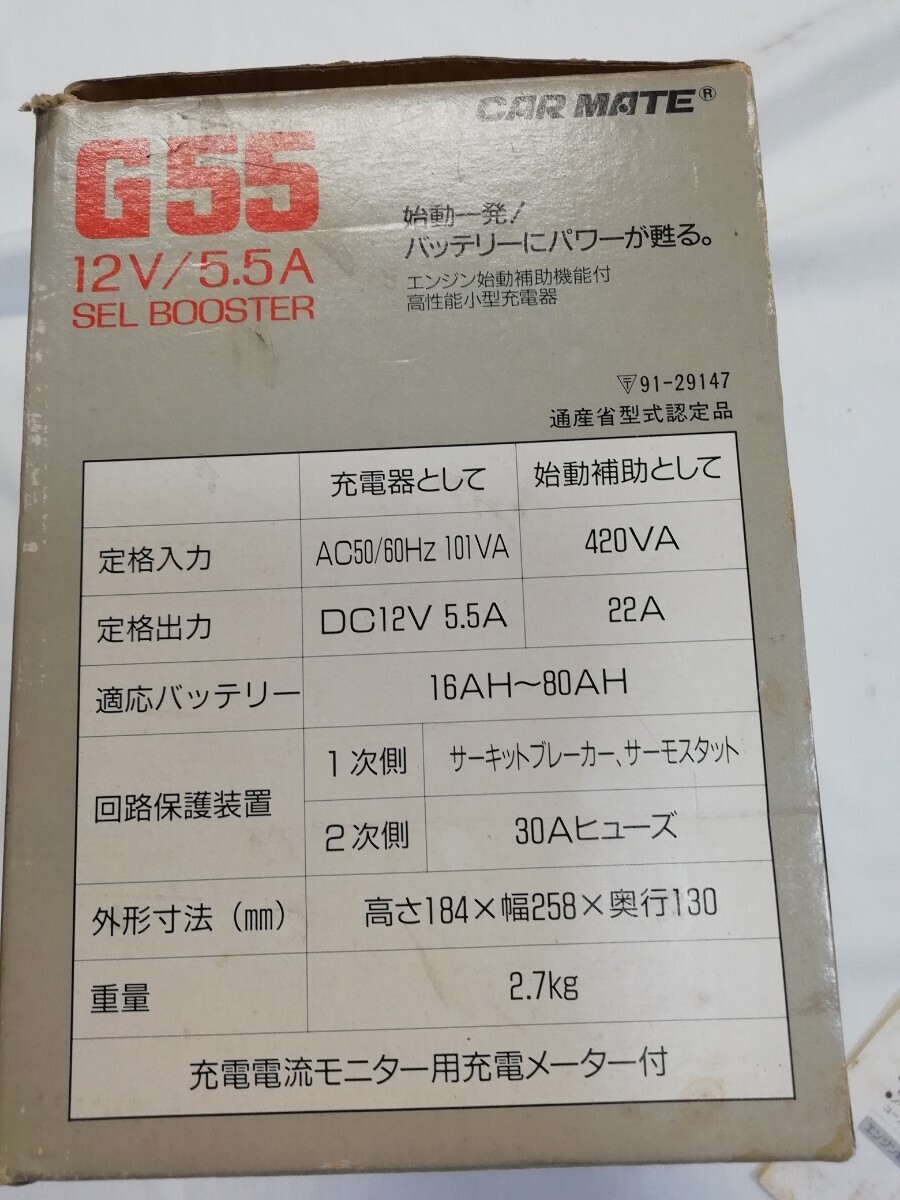 CAR MATE®
G55
12V/5.5A
SEL BOOSTER
始動一発!
バッテリーにパワーが甦る。
エンジン始動補助機能付
高性能小型充電器
91-29147
通産省型式認定品
充電器として 始動補助として
定格入力 AC50/60Hz 101VA 420VA
定格出力 DC12V 5.5A 22A
適応バッテリー 16AH〜80AH
回路保護装置 1次側 サーキットブレーカー、サーモスタット
2次側 30Aヒューズ
外形寸法(mm) 高さ184×幅258×奥行130
重量 2.7kg
充電電流モニター用充電メーター付